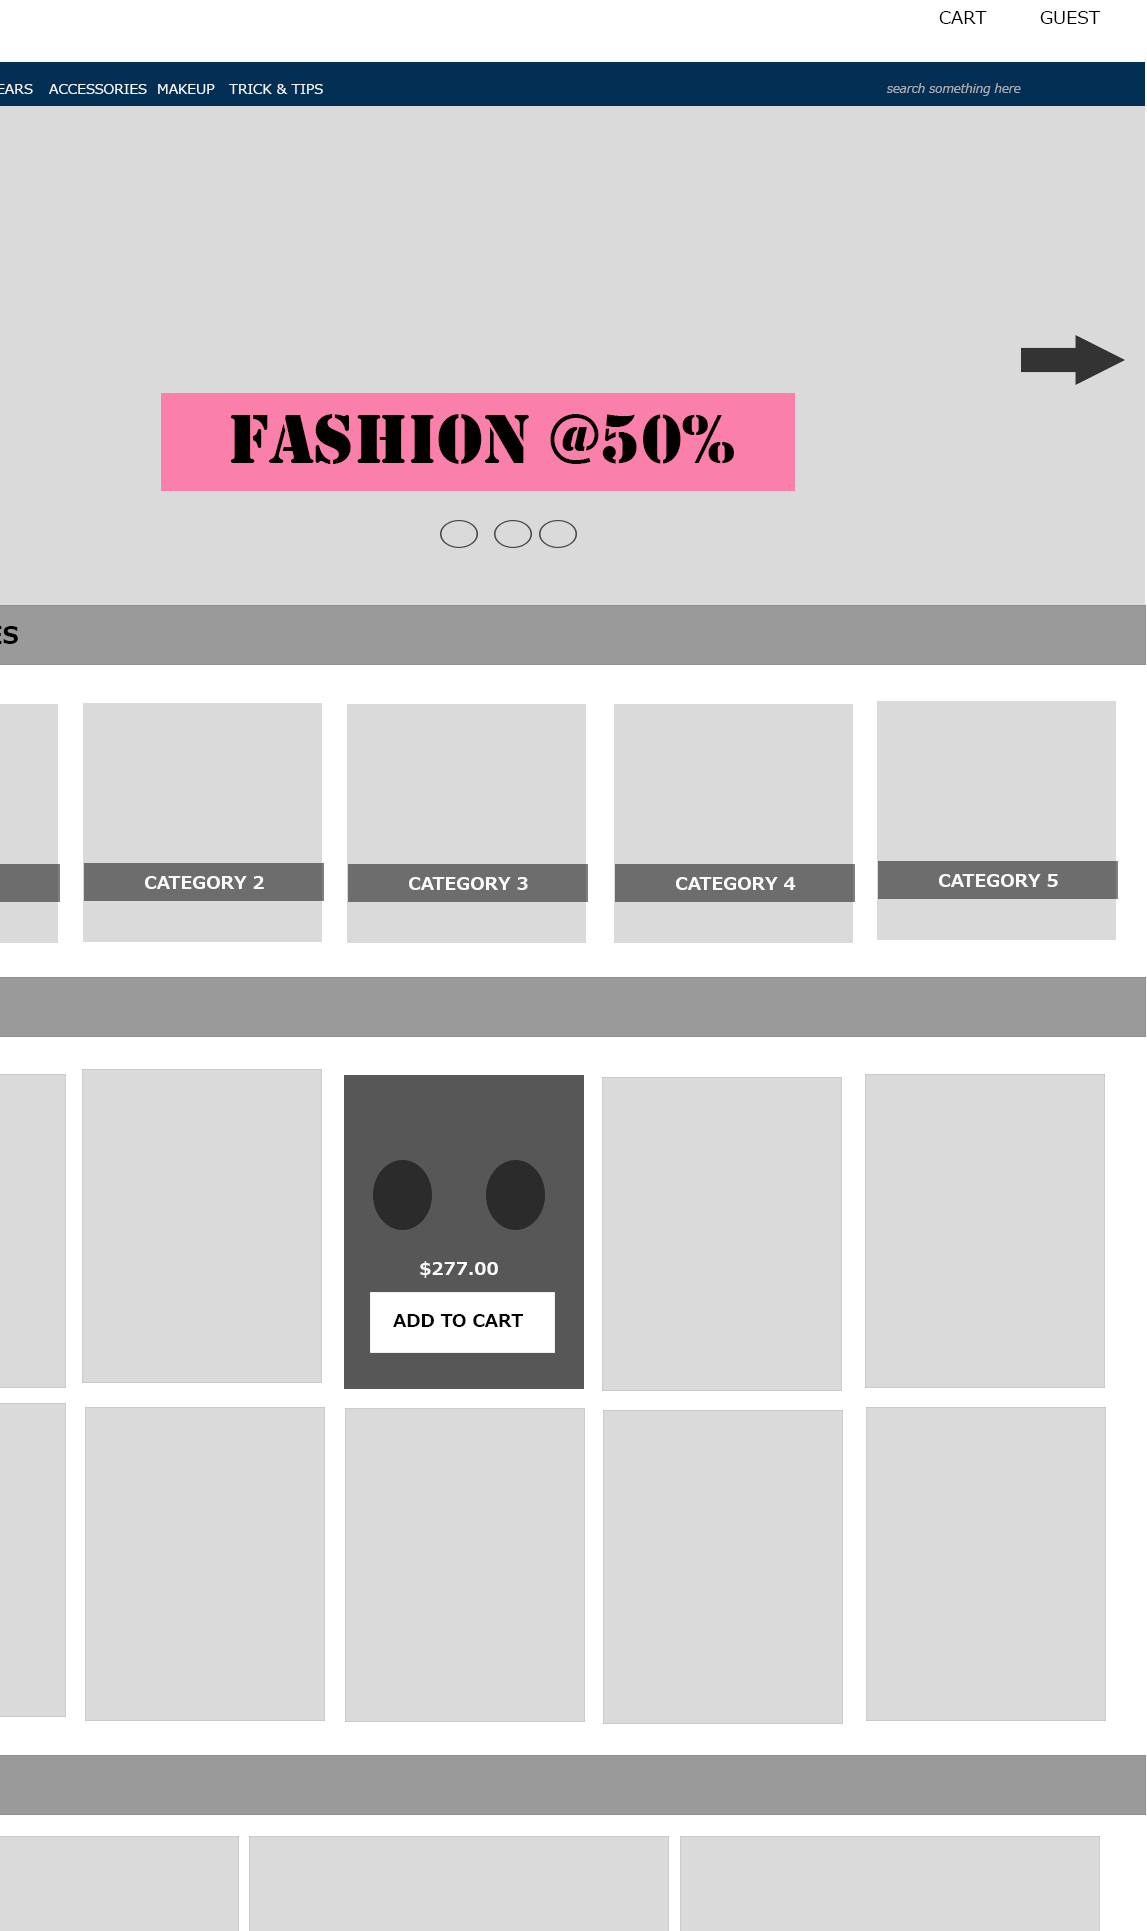 CART GUEST
EARS ACCESSORIES MAKEUP TRICK & TIPS search something here
FASHION @50%
ES
CATEGORY 2 CATEGORY 3 CATEGORY 4 CATEGORY 5
$277.00
ADD TO CART